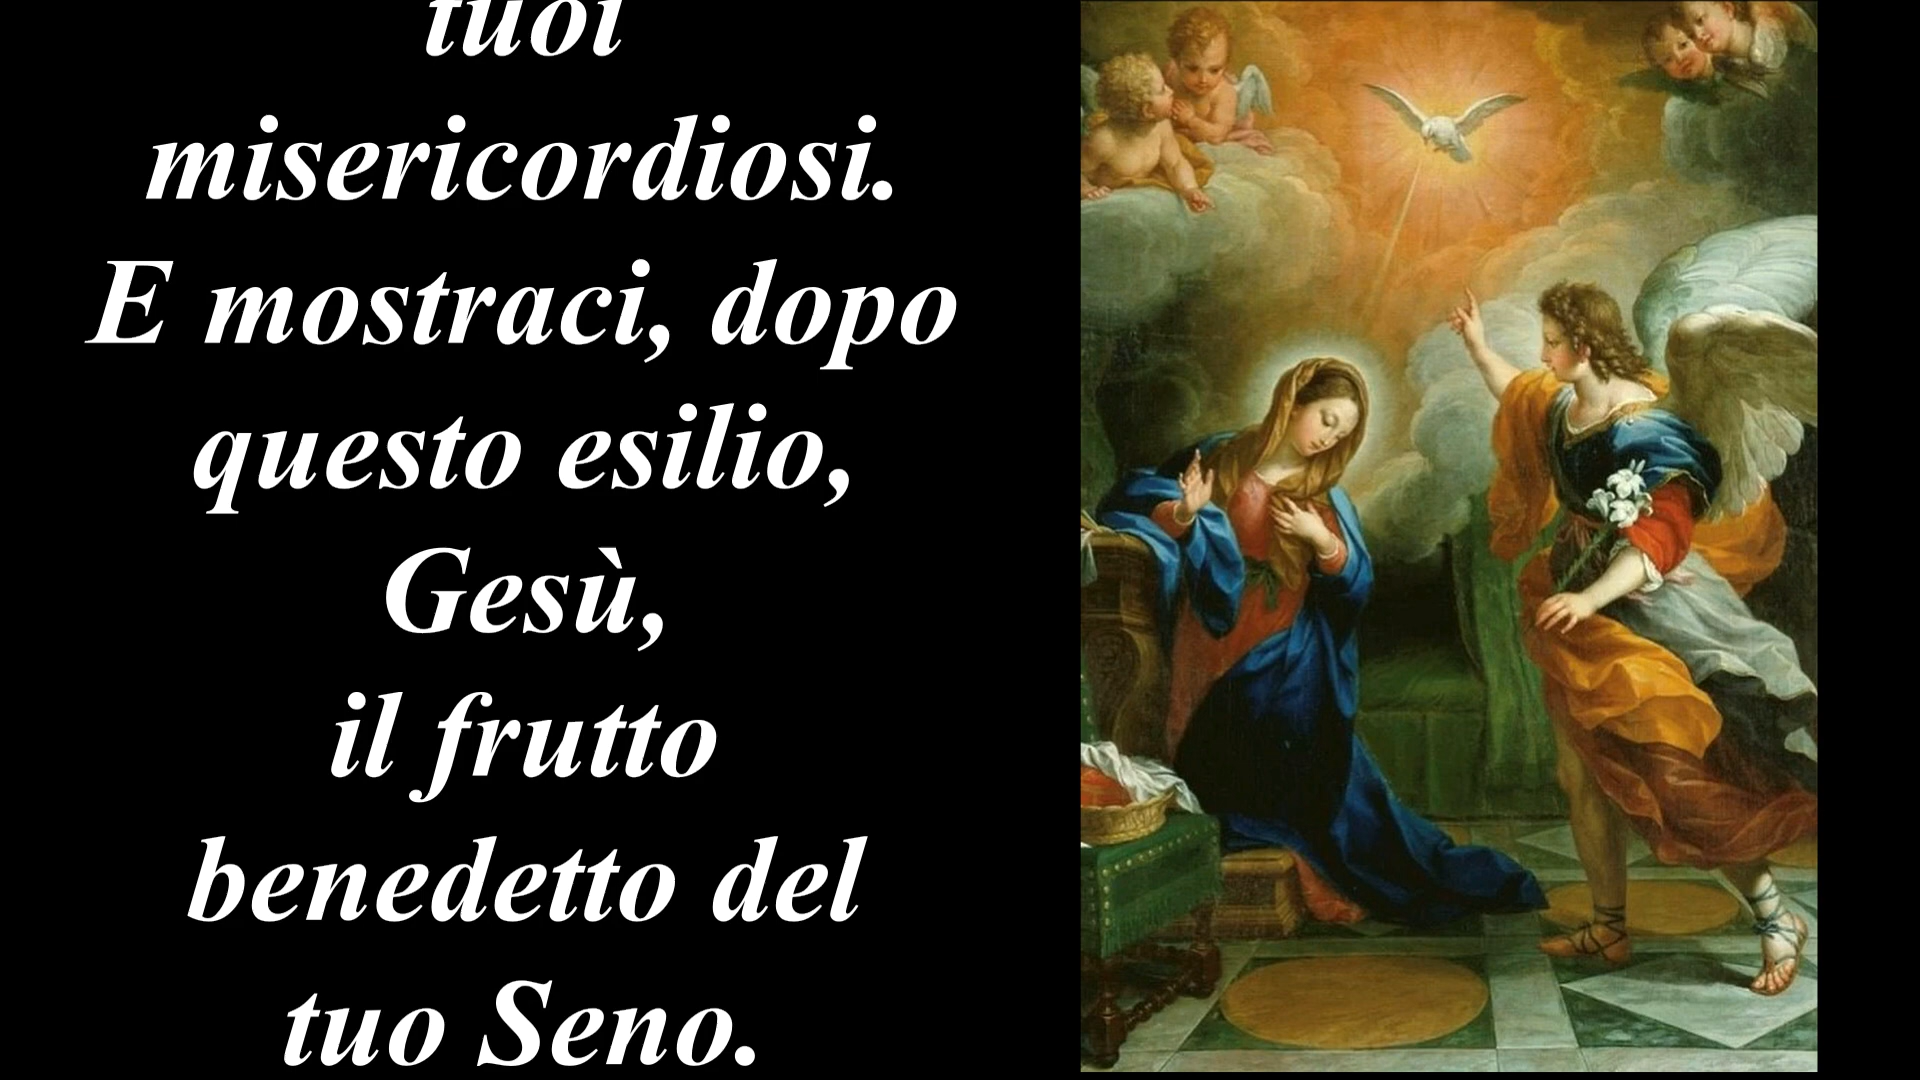 tuoi
misericordiosi.
E mostraci, dopo
questo esilio,
Gesù,
il frutto
benedetto del
tuo Seno.